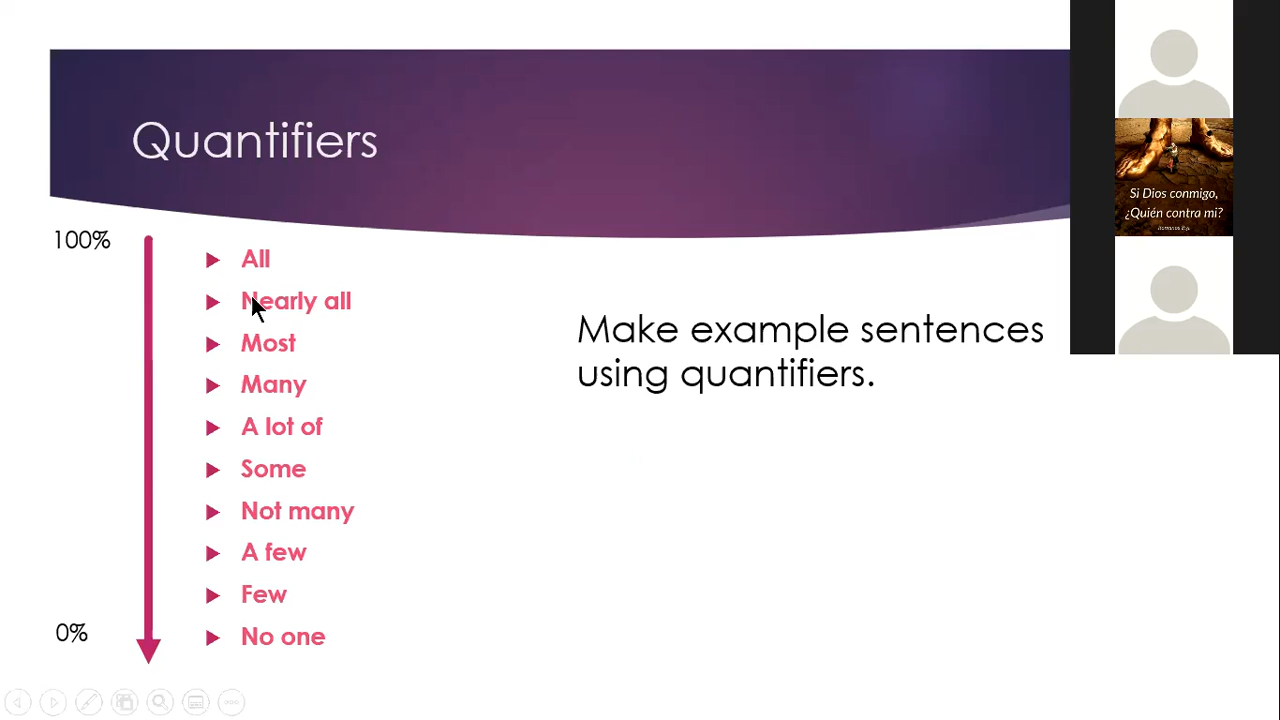 Quantifiers
100%
All
Nearly all
Most
Many
A lot of
Some
Not many
A few
Few
No one
0%
Make example sentences
using quantifiers.
Si Dios conmigo,
¿Quién contra mi?